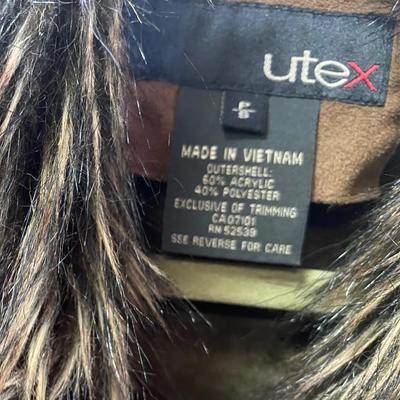 utex
MADE IN VIETNAM
OUTERSHELL:
60% ACRYLIC
40% POLYESTER
EXCLUSIVE OF TRIMMING
CA07101
RN 52539
SEE REVERSE FOR CARE